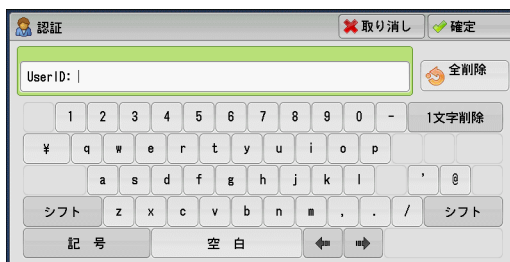 認証 取り消し 確定
UserID: 全削除
1 2 3 4 5 6 7 8 9 0 - 1文字削除
¥ q w e r t y u i o p
a s d f g h j k l ' @
シフト z x c v b n m , . / シフト
記 号 空 白